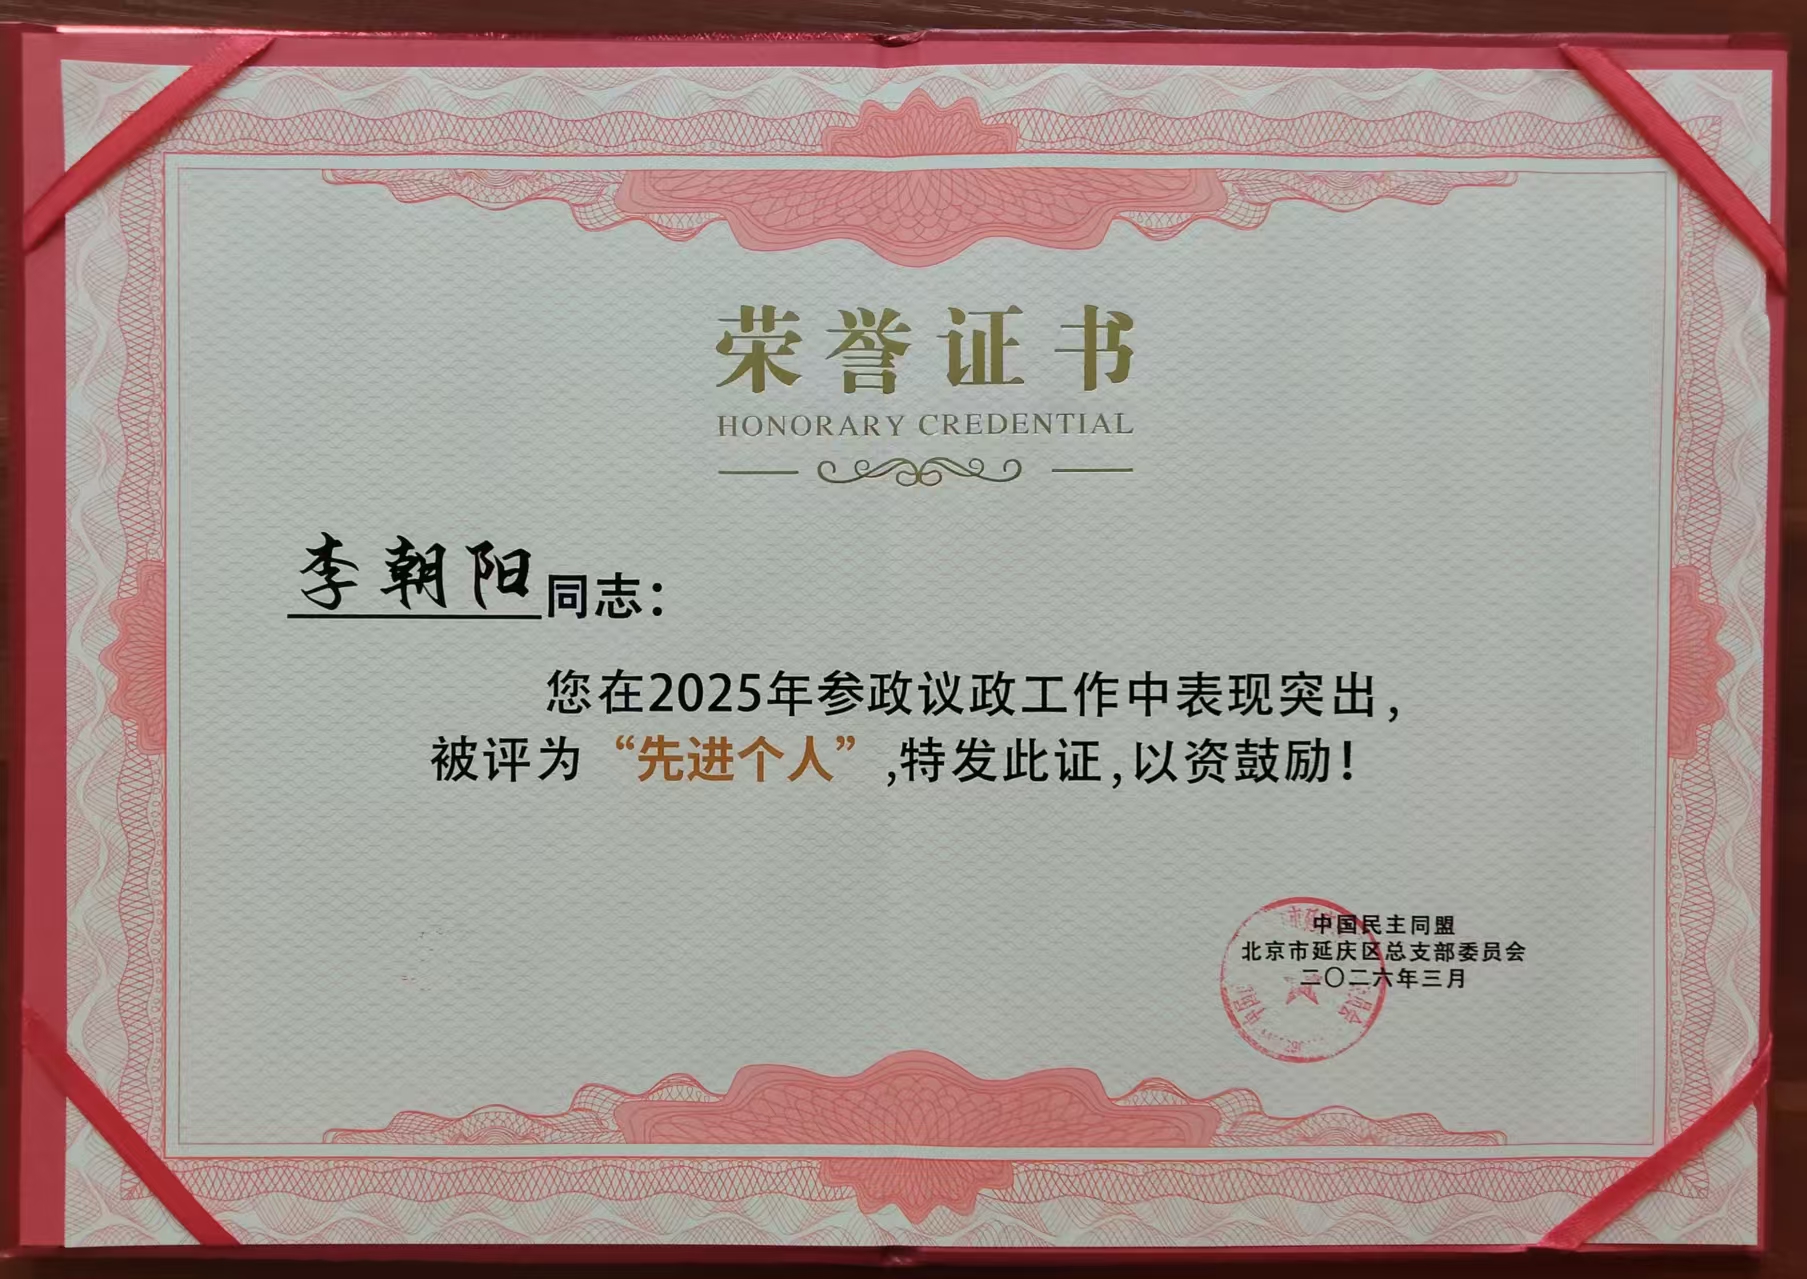 荣誉证书
HONORARY CREDENTIAL
李朝阳同志：
您在2025年参政议政工作中表现突出，
被评为“先进个人”,特发此证,以资鼓励！
中国民主同盟
北京市延庆区总支部委员会
二〇二六年三月